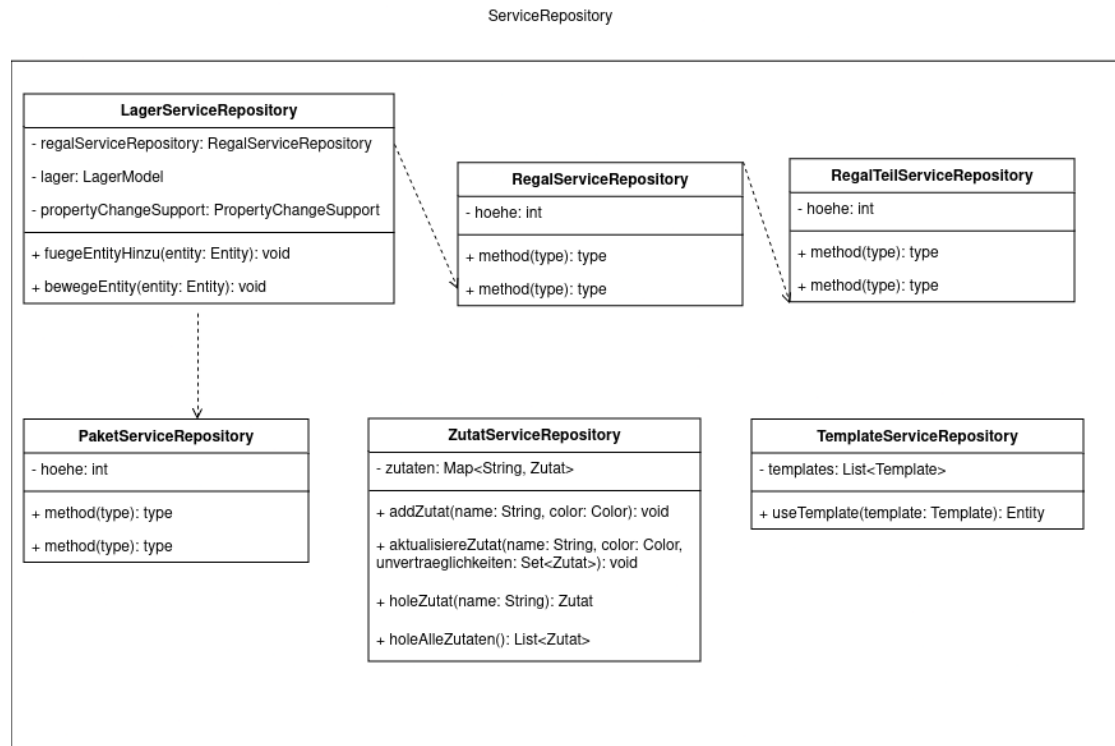 ServiceRepository
LagerServiceRepository
- regalServiceRepository: RegalServiceRepository
- lager: LagerModel
- propertyChangeSupport: PropertyChangeSupport
+ fuegeEntityHinzu(entity: Entity): void
+ bewegeEntity(entity: Entity): void
RegalServiceRepository
- hoehe: int
+ method(type): type
+ method(type): type
RegalTeilServiceRepository
- hoehe: int
+ method(type): type
+ method(type): type
PaketServiceRepository
- hoehe: int
+ method(type): type
+ method(type): type
ZutatServiceRepository
- zutaten: Map<String, Zutat>
+ addZutat(name: String, color: Color): void
+ aktualisiereZutat(name: String, color: Color,
unvertraeglichkeiten: Set<Zutat>): void
+ holeZutat(name: String): Zutat
+ holeAlleZutaten(): List<Zutat>
TemplateServiceRepository
- templates: List<Template>
+ useTemplate(template: Template): Entity